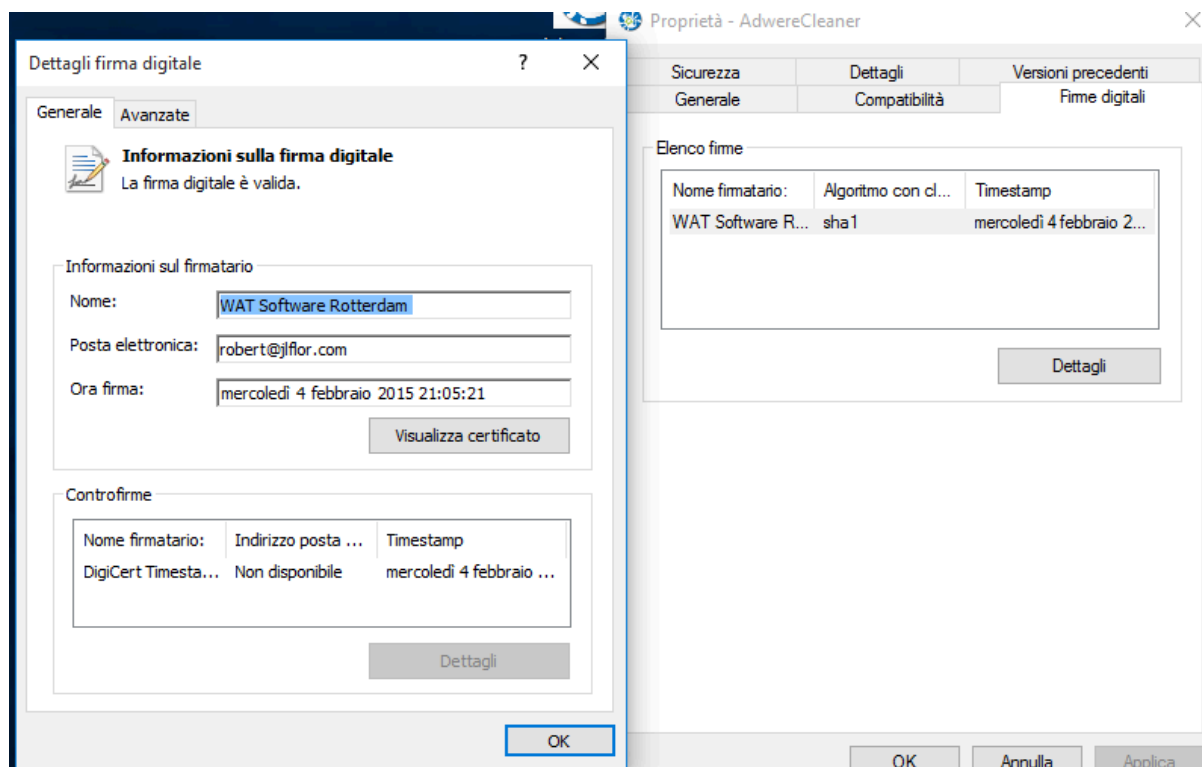 Proprietà - AdwereCleaner
Dettagli firma digitale
?
Generale
Avanzate
Informazioni sulla firma digitale
La firma digitale è valida.
Informazioni sul firmatario
Nome:
WAT Software Rotterdam
Posta elettronica:
robert@jlflor.com
Ora firma:
mercoledì 4 febbraio 2015 21:05:21
Visualizza certificato
Controfirme
Nome firmatario: Indirizzo posta ... Timestamp
DigiCert Timesta... Non disponibile mercoledì 4 febbraio ...
Dettagli
OK
Sicurezza Dettagli Versioni precedenti
Generale Compatibilità Firme digitali
Elenco firme
Nome firmatario: Algoritmo con cl... Timestamp
WAT Software R... sha1 mercoledì 4 febbraio 2...
Dettagli
OK Annulla Applica